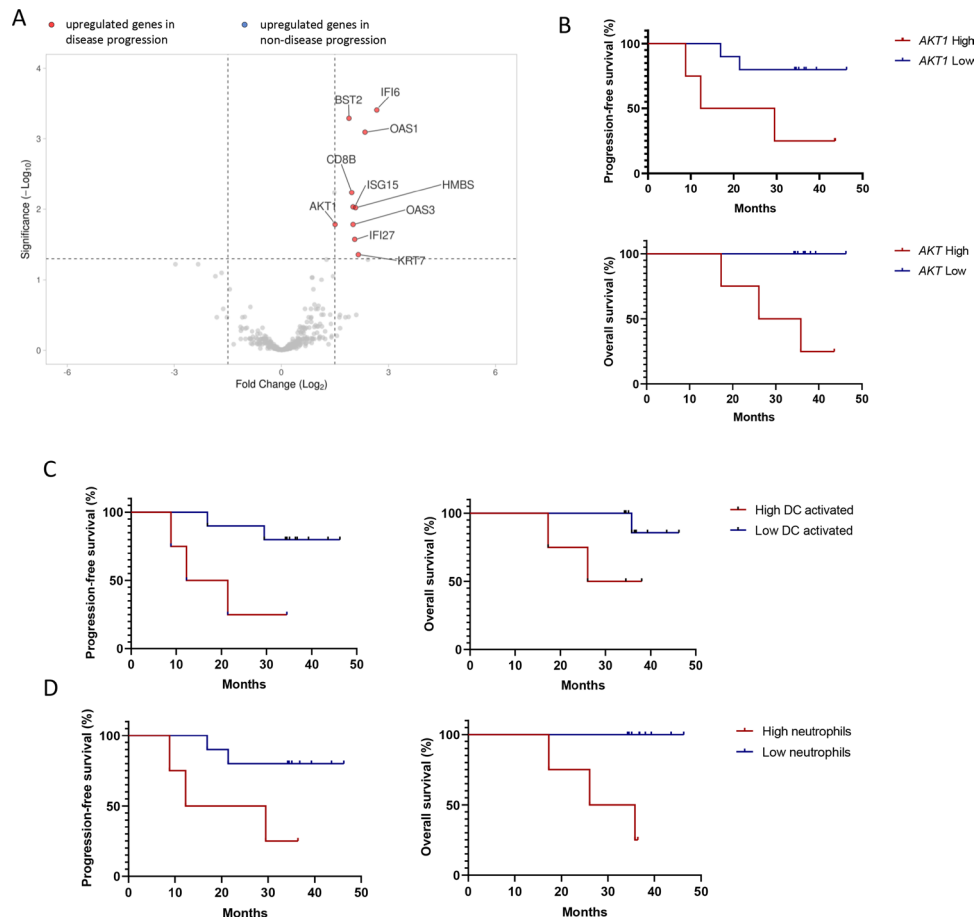 A
upregulated genes in
disease progression
upregulated genes in
non-disease progression
4
3
2
1
0
Significance (−Log10)
IFI6
BST2
OAS1
CD8B
ISG15
HMBS
AKT1
OAS3
IFI27
KRT7
-6
-3
0
3
6
Fold Change (Log2)
B
Progression-free survival (%)
100
50
0
0 10 20 30 40 50
Months
AKT1 High
AKT1 Low
Overall survival (%)
100
50
0
0 10 20 30 40 50
Months
AKT High
AKT Low
C
Progression-free survival (%)
100
50
0
0 10 20 30 40 50
Months
Overall survival (%)
100
50
0
0 10 20 30 40 50
Months
High DC activated
Low DC activated
D
Progression-free survival (%)
100
50
0
0 10 20 30 40 50
Months
Overall survival (%)
100
50
0
0 10 20 30 40 50
Months
High neutrophils
Low neutrophils